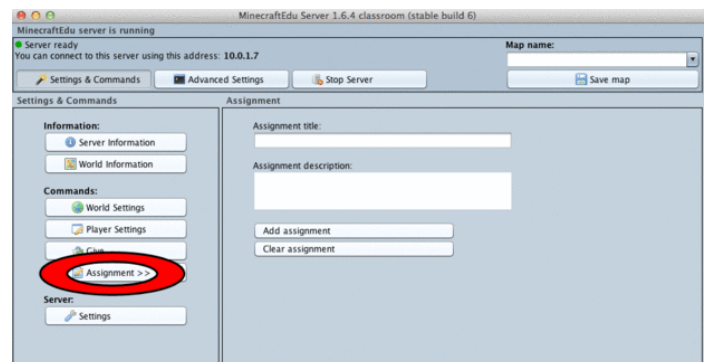 MinecraftEdu Server 1.6.4 classroom (stable build 6)
MinecraftEdu server is running
Server ready
You can connect to this server using this address: 10.0.1.7
Map name:
Settings & Commands
Advanced Settings
Stop Server
Save map
Settings & Commands
Assignment
Information:
Server Information
World Information
Commands:
World Settings
Player Settings
Give
Assignment >>
Server:
Settings
Assignment title:
Assignment description:
Add assignment
Clear assignment